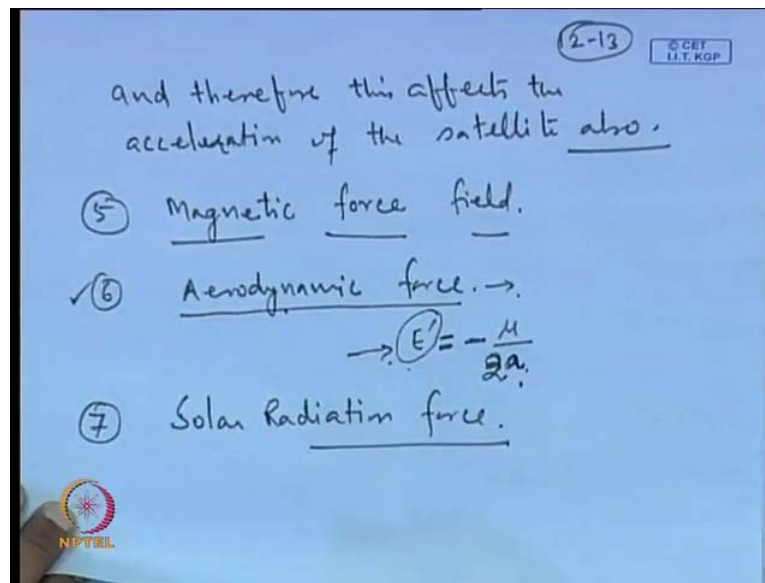 2-13
© CET
I.I.T. KGP
and therefore this affects the
acceleration of the satellite also.
⑤ Magnetic force field.
✓⑥ Aerodynamic force. →.
→ E' = - μ / 2a.
⑦ Solar Radiation force.
NPTEL